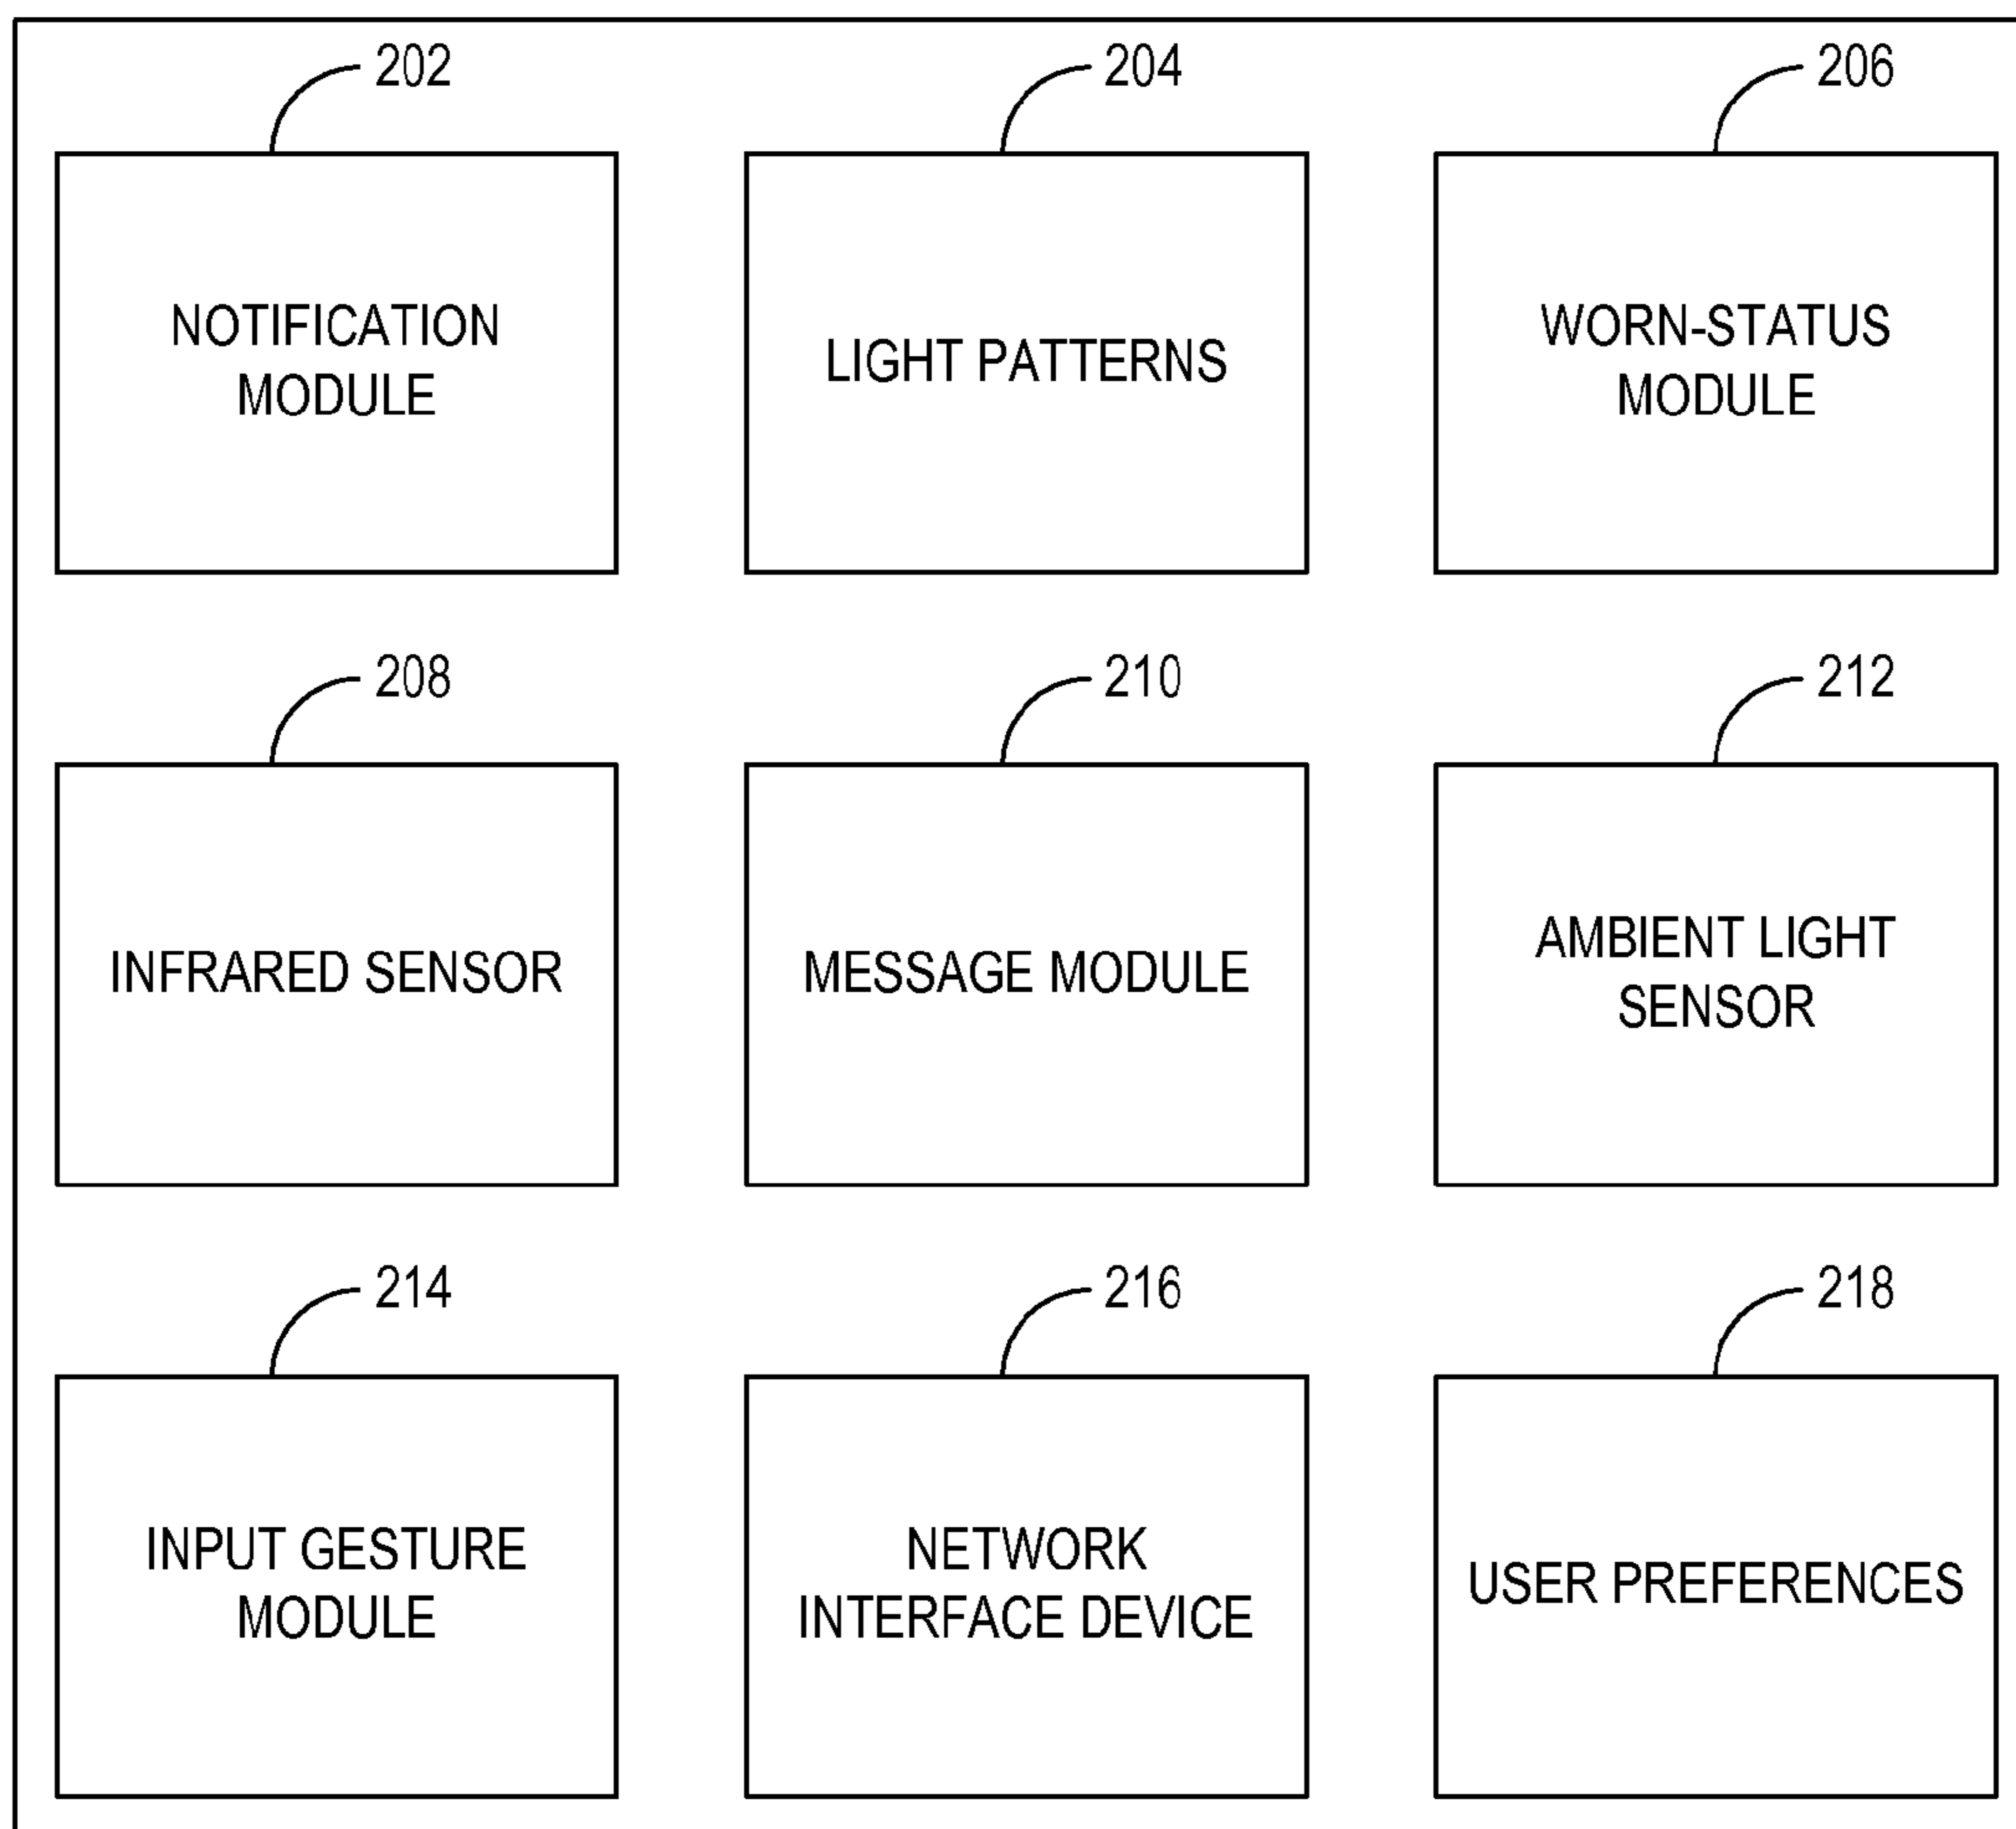 202
204
206
NOTIFICATION
MODULE
LIGHT PATTERNS
WORN-STATUS
MODULE
208
210
212
INFRARED SENSOR
MESSAGE MODULE
AMBIENT LIGHT
SENSOR
214
216
218
INPUT GESTURE
MODULE
NETWORK
INTERFACE DEVICE
USER PREFERENCES